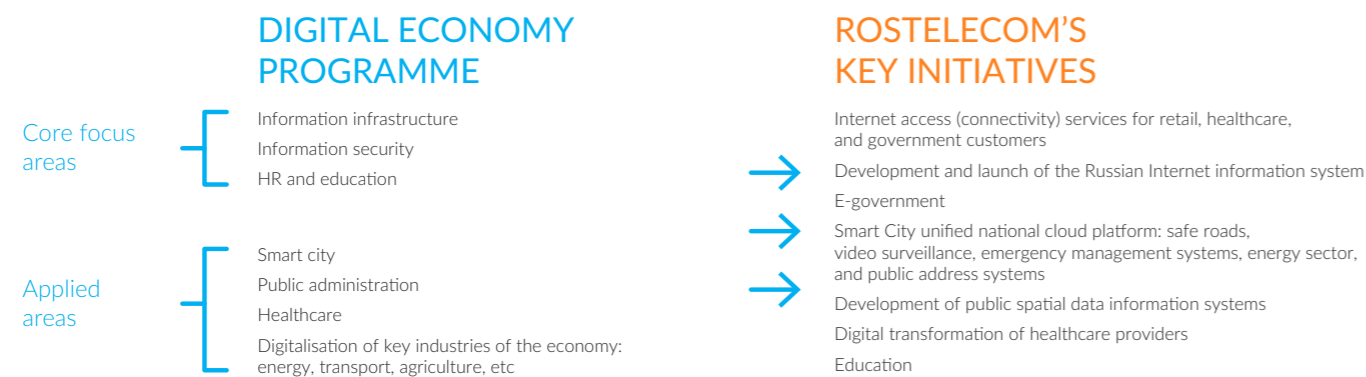 DIGITAL ECONOMY
PROGRAMME
Core focus
areas
Information infrastructure
Information security
HR and education
Applied
areas
Smart city
Public administration
Healthcare
Digitalisation of key industries of the economy:
energy, transport, agriculture, etc
ROSTELECOM’S
KEY INITIATIVES
Internet access (connectivity) services for retail, healthcare,
and government customers
Development and launch of the Russian Internet information system
E-government
Smart City unified national cloud platform: safe roads,
video surveillance, emergency management systems, energy sector,
and public address systems
Development of public spatial data information systems
Digital transformation of healthcare providers
Education